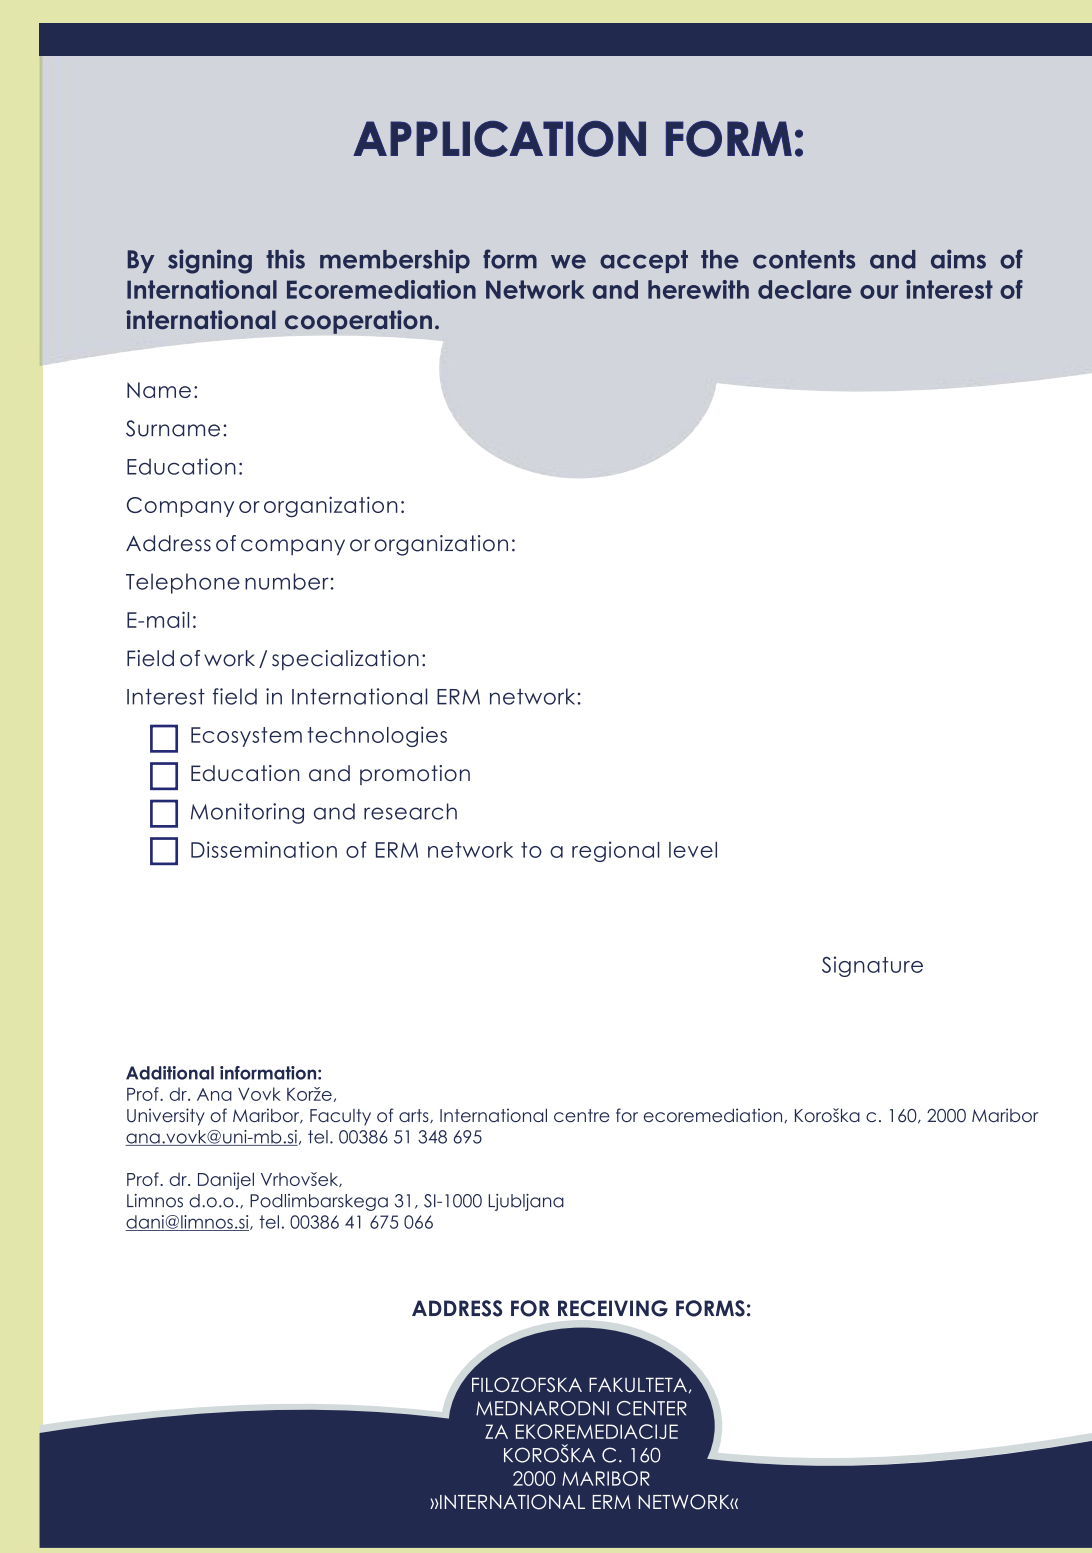 APPLICATION FORM:
By signing this membership form we accept the contents and aims of
International Ecoremediation Network and herewith declare our interest of
international cooperation.
Name:
Surname:
Education:
Company or organization:
Address of company or organization:
Telephone number:
E-mail:
Field of work / specialization:
Interest field in International ERM network:
Ecosystem technologies
Education and promotion
Monitoring and research
Dissemination of ERM network to a regional level
Signature
Additional information:
Prof. dr. Ana Vovk Korže,
University of Maribor, Faculty of arts, International centre for ecoremediation, Koroška c. 160, 2000 Maribor
ana.vovk@uni-mb.si, tel. 00386 51 348 695
Prof. dr. Danijel Vrhovšek,
Limnos d.o.o., Podlimbarskega 31, SI-1000 Ljubljana
dani@limnos.si, tel. 00386 41 675 066
ADDRESS FOR RECEIVING FORMS:
FILOZOFSKA FAKULTETA,
MEDNARODNI CENTER
ZA EKOREMEDIACIJE
KOROŠKA C. 160
2000 MARIBOR
»INTERNATIONAL ERM NETWORK«